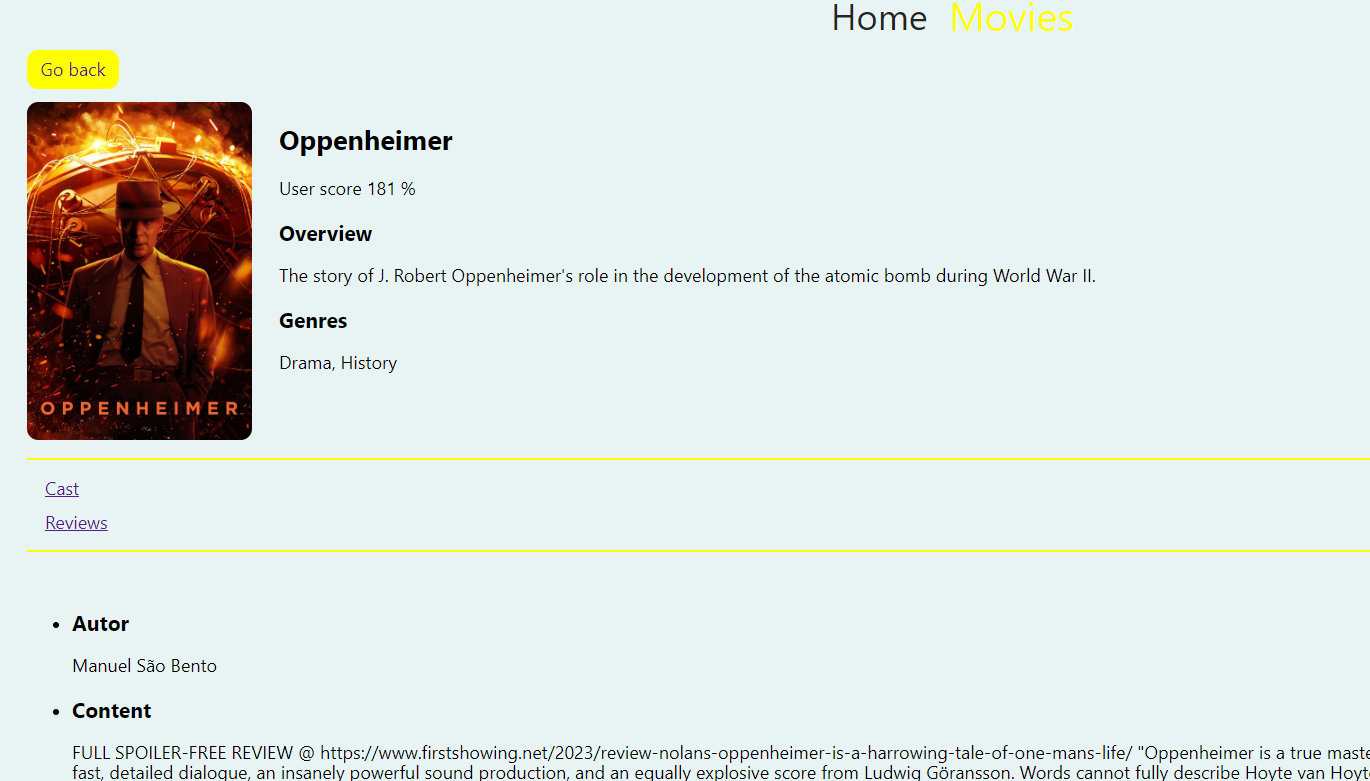 Home Movies
Go back
OPPENHEIMER
Oppenheimer
User score 181 %
Overview
The story of J. Robert Oppenheimer's role in the development of the atomic bomb during World War II.
Genres
Drama, History
Cast
Reviews
Autor
Manuel São Bento
Content
FULL SPOILER-FREE REVIEW @ https://www.firstshowing.net/2023/review-nolans-oppenheimer-is-a-harrowing-tale-of-one-mans-life/ "Oppenheimer is a true maste
fast, detailed dialogue, an insanely powerful sound production, and an equally explosive score from Ludwig Göransson. Words cannot fully describe Hoyte van Hoy